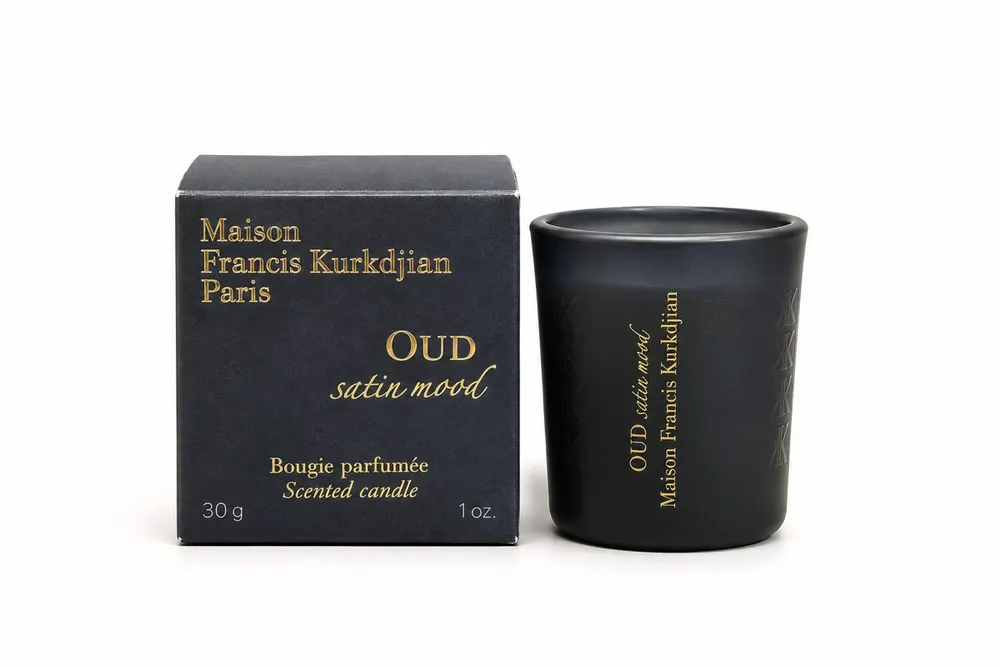 Maison
Francis Kurkdjian
Paris
OUD
satin mood
Bougie parfumée
Scented candle
30 g
1 oz.
OUD satin mood
Maison Francis Kurkdjian